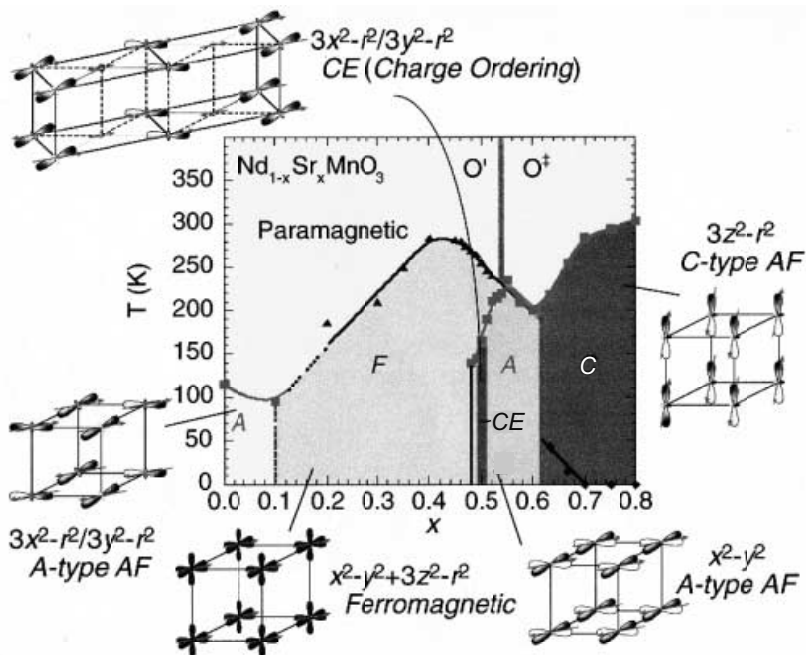 3x²-r²/3y²-r²
CE (Charge Ordering)
Nd₁₋ₓSrₓMnO₃
O'
O‡
Paramagnetic
350
300
250
200
150
100
50
0
T (K)
F
A
C
A
CE
0.0
0.1
0.2
0.3
0.4
0.5
0.6
0.7
0.8
x
3z²-r²
C-type AF
3x²-r²/3y²-r²
A-type AF
x²-y²+3z²-r²
Ferromagnetic
x²-y²
A-type AF